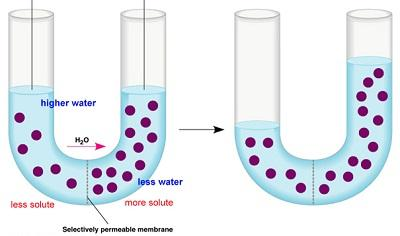 higher water
H₂O
less water
less solute
more solute
Selectively permeable membrane